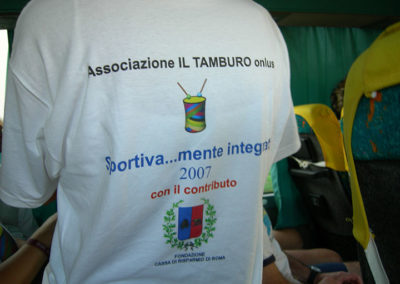 Associazione IL TAMBURO onlus
Sportiva...mente integrat
2007
con il contributo
FONDAZIONE
CASSA DI RISPARMIO DI ROMA